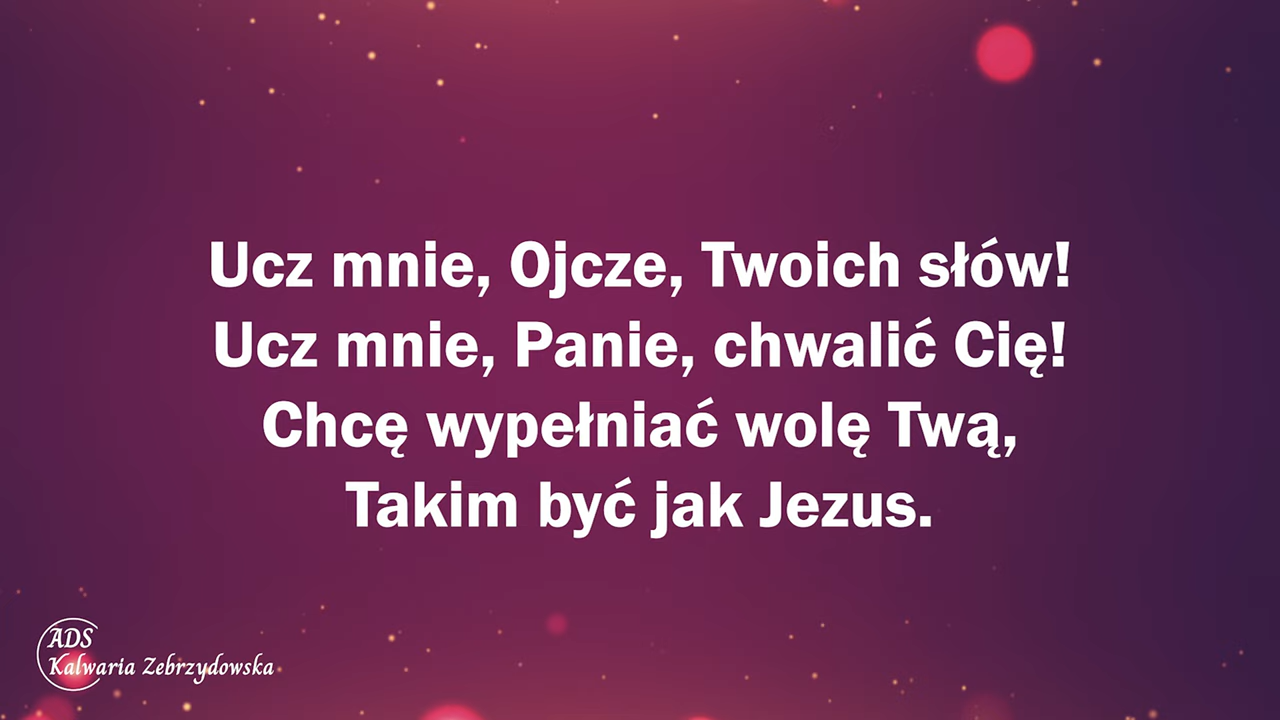 Ucz mnie, Ojcze, Twoich słów!
Ucz mnie, Panie, chwalić Cię!
Chcę wypełniać wolę Twą,
Takim być jak Jezus.
ADS
Kalwaria Zebrzydowska